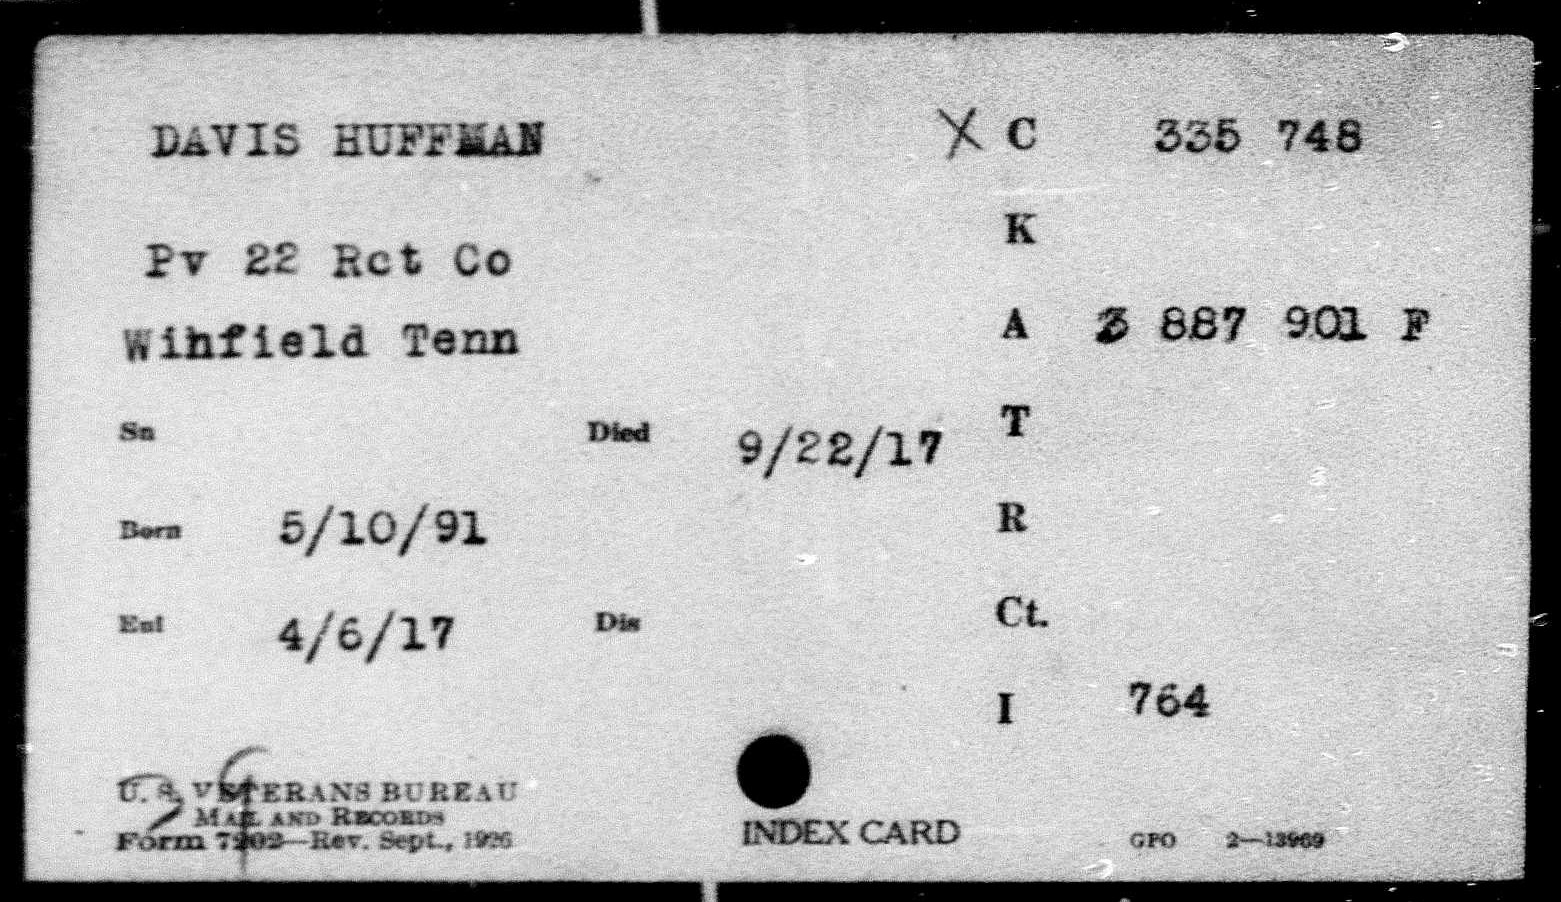 DAVIS HUFFMAN X C 335 748
Pv 22 Rct Co K
Wihfield Tenn A 3 887 901 F
Sn Died 9/22/17 T
Born 5/10/91 R
Enl 4/6/17 Dis Ct.
I 764
U. S. VETERANS BUREAU
MAIL AND RECORDS
Form 7202—Rev. Sept., 1926
INDEX CARD
GPO 2—13969